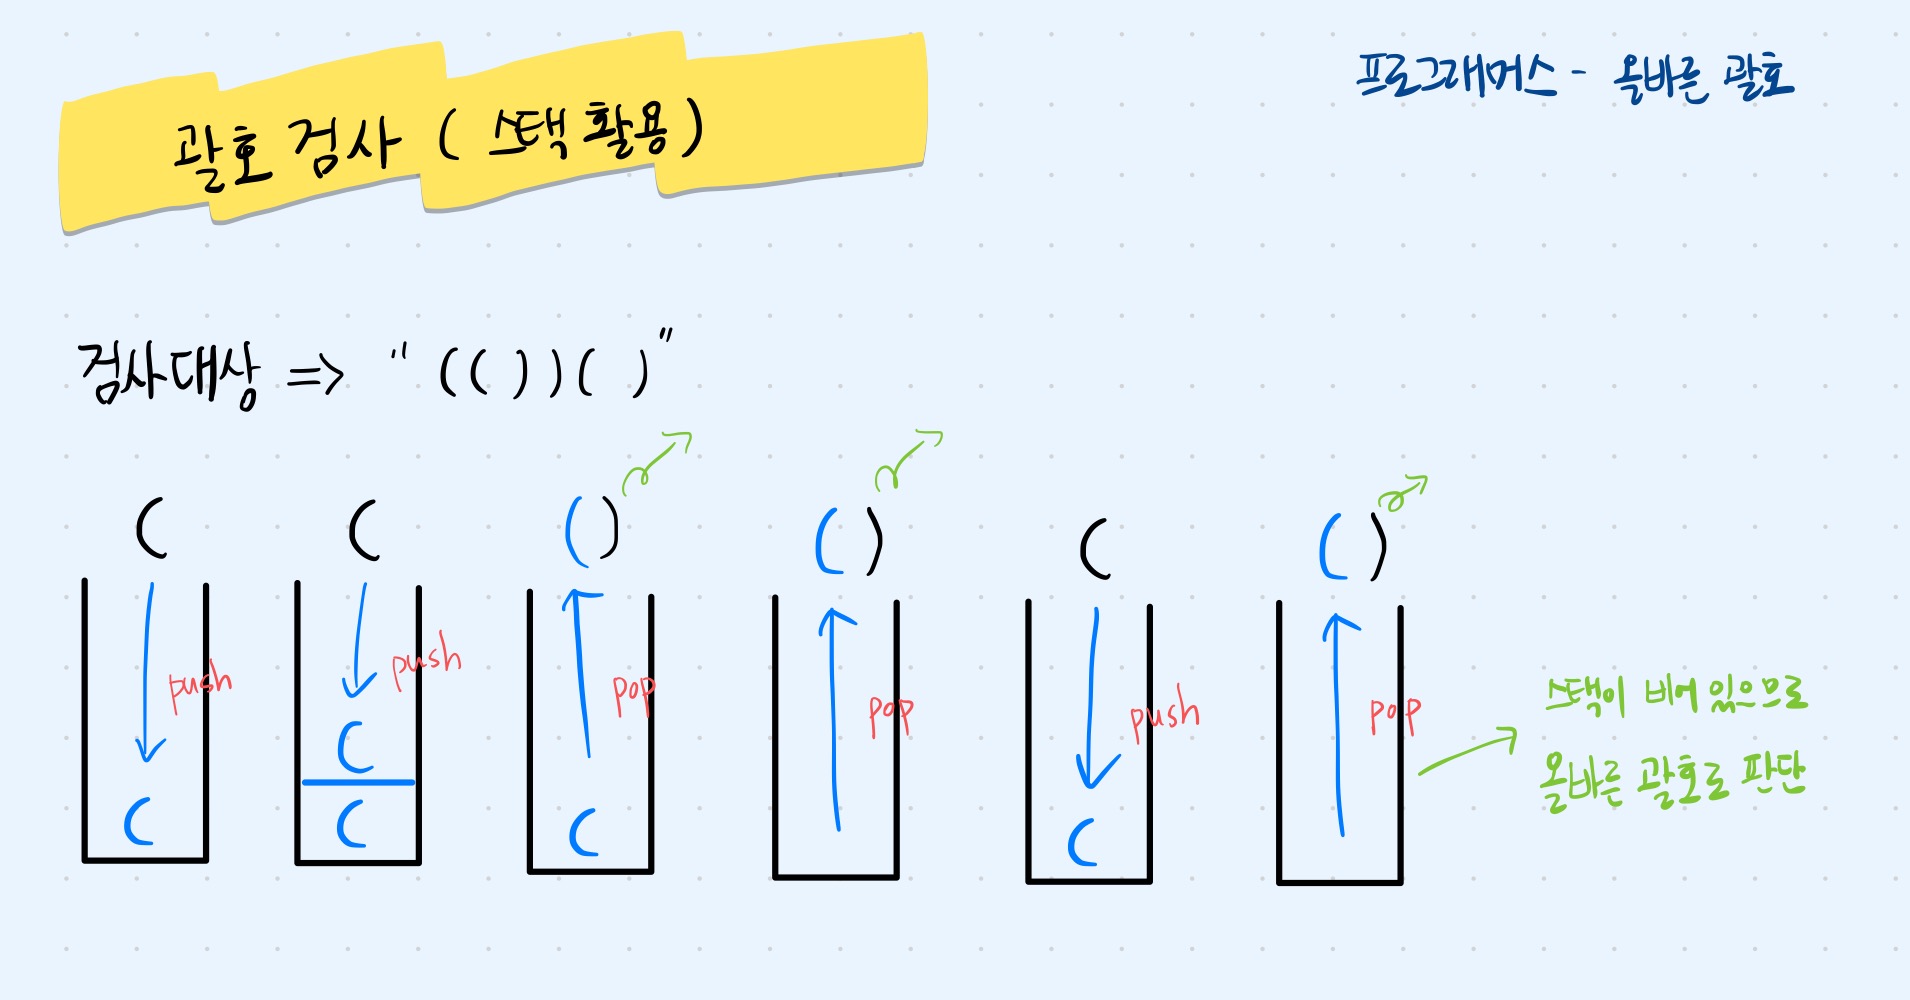 프로그래머스 - 올바른 괄호
괄호 검사 ( 스택 활용 )
검사대상 => " ( ( ) ) ( ) "
( ( ( ) ( ) ( ( )
push push pop pop push pop
( ( ( ( (
스택이 비어 있으므로
올바른 괄호로 판단